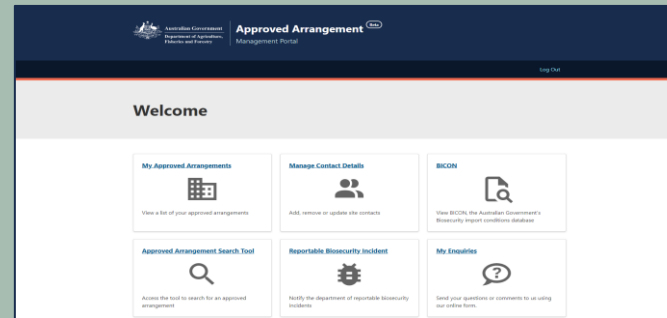 Australian Government
Department of Agriculture,
Fisheries and Forestry
Approved Arrangement Beta
Management Portal
Log Out
Welcome
My Approved Arrangements
View a list of your approved arrangements
Manage Contact Details
Add, remove or update site contacts
BICON
View BICON, the Australian Government's
Biosecurity import conditions database
Approved Arrangement Search Tool
Access the tool to search for an approved
arrangement
Reportable Biosecurity Incident
Notify the department of reportable biosecurity
incidents
My Enquiries
Send your questions or comments to us using
our online form.